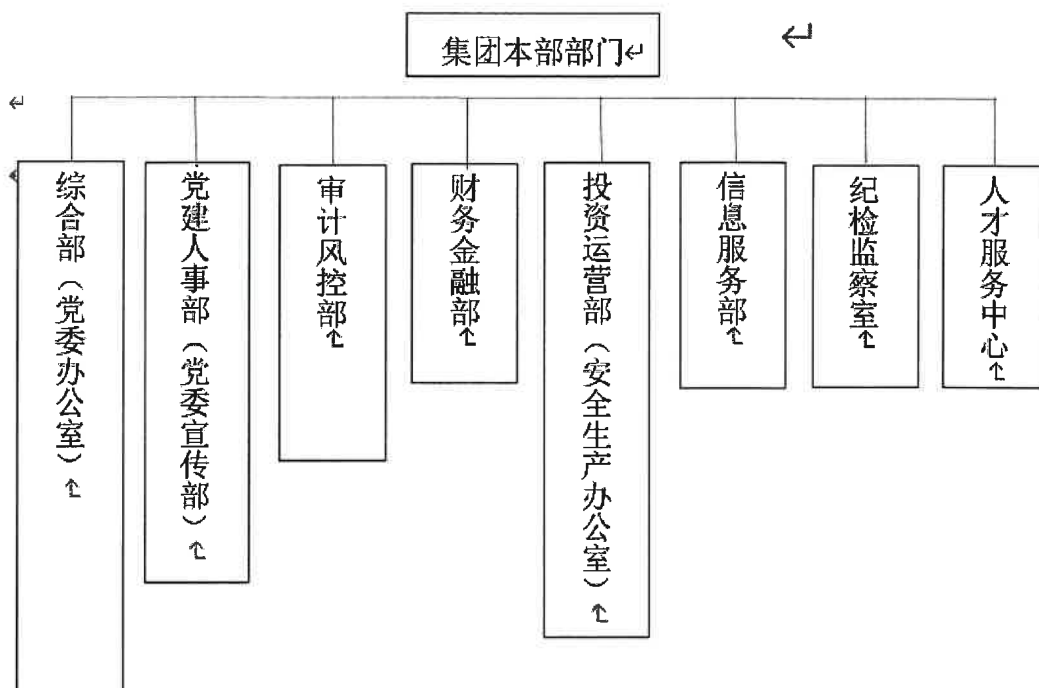 集团本部部门
综合部（党委办公室）
党建人事部（党委宣传部）
审计风控部
财务金融部
投资运营部（安全生产办公室）
信息服务部
纪检监察室
人才服务中心